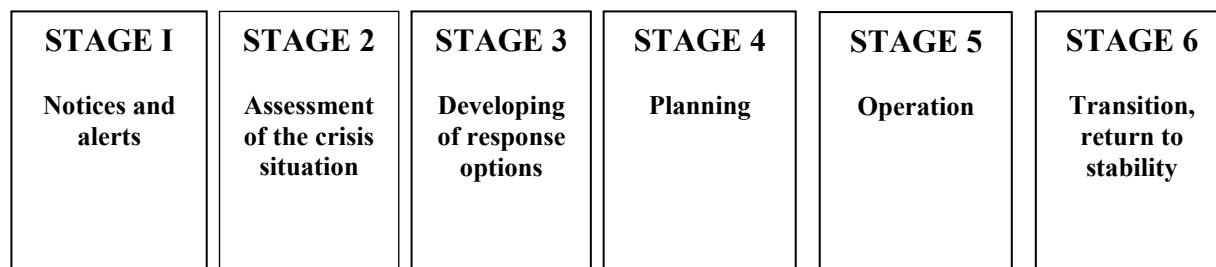 STAGE I
Notices and
alerts
STAGE 2
Assessment
of the crisis
situation
STAGE 3
Developing
of response
options
STAGE 4
Planning
STAGE 5
Operation
STAGE 6
Transition,
return to
stability